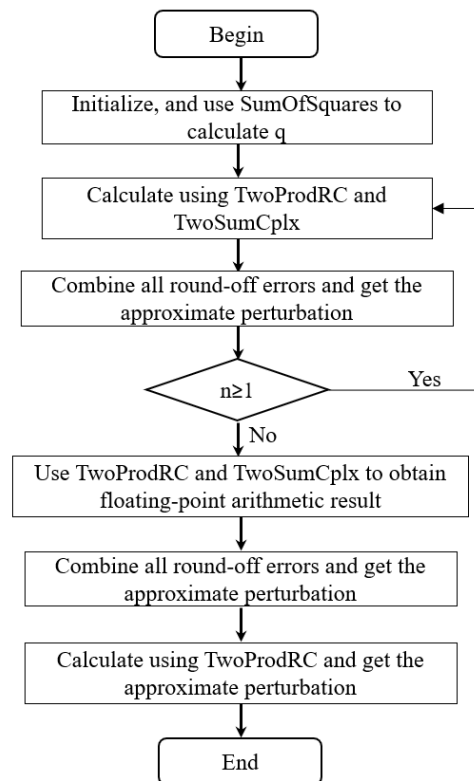 Begin
Initialize, and use SumOfSquares to
calculate q
Calculate using TwoProdRC and
TwoSumCplx
Combine all round-off errors and get the
approximate perturbation
n≥1
Yes
No
Use TwoProdRC and TwoSumCplx to obtain
floating-point arithmetic result
Combine all round-off errors and get the
approximate perturbation
Calculate using TwoProdRC and get the
approximate perturbation
End